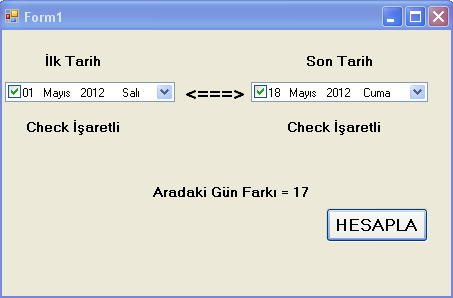 Form1
İlk Tarih Son Tarih
01 Mayıs 2012 Salı <===> 18 Mayıs 2012 Cuma
Check İşaretli Check İşaretli
Aradaki Gün Farkı = 17
HESAPLA